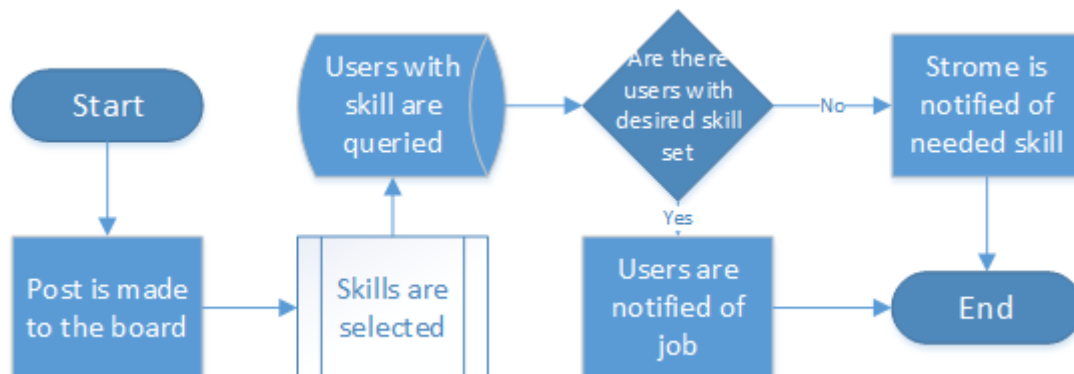 Start
Post is made
to the board
Skills are
selected
Users with
skill are
queried
Are there
users with
desired skill
set
No
Strome is
notified of
needed skill
Yes
Users are
notified of
job
End